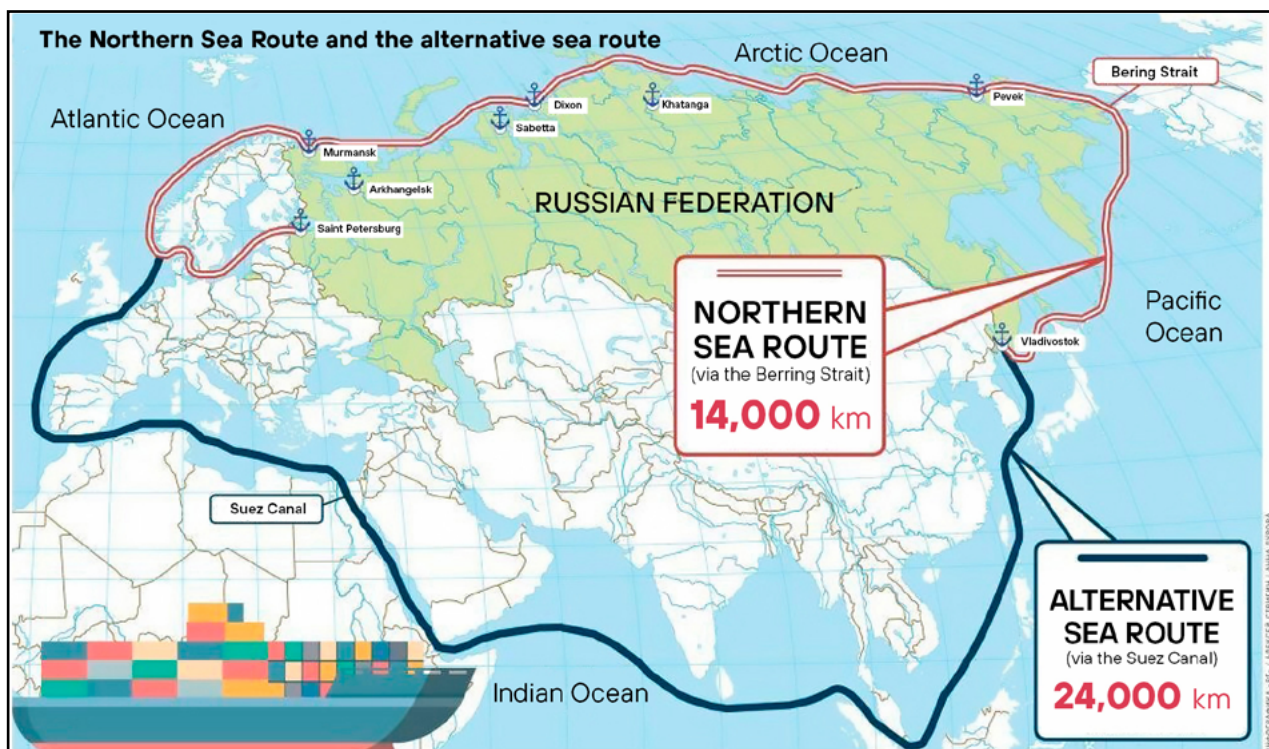 The Northern Sea Route and the alternative sea route
Arctic Ocean
Bering Strait
Atlantic Ocean
Dixon
Khatanga
Pevek
Sabetta
Murmansk
Arkhangelsk
RUSSIAN FEDERATION
Saint Petersburg
NORTHERN
SEA ROUTE
(via the Berring Strait)
14,000 km
Pacific
Ocean
Vladivostok
Suez Canal
ALTERNATIVE
SEA ROUTE
(via the Suez Canal)
24,000 km
Indian Ocean